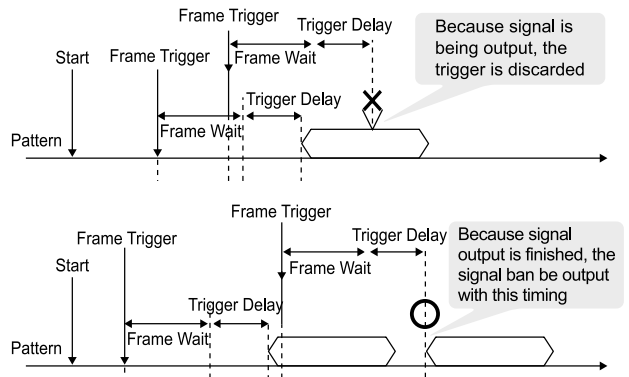 Frame Trigger
Trigger Delay
Because signal is
being output, the
trigger is discarded
Start
Frame Trigger
Frame Wait
Trigger Delay
Frame Wait
Pattern
Frame Trigger
Frame Trigger
Trigger Delay
Because signal
output is finished, the
signal ban be output
with this timing
Start
Frame Wait
Trigger Delay
Frame Wait
Pattern